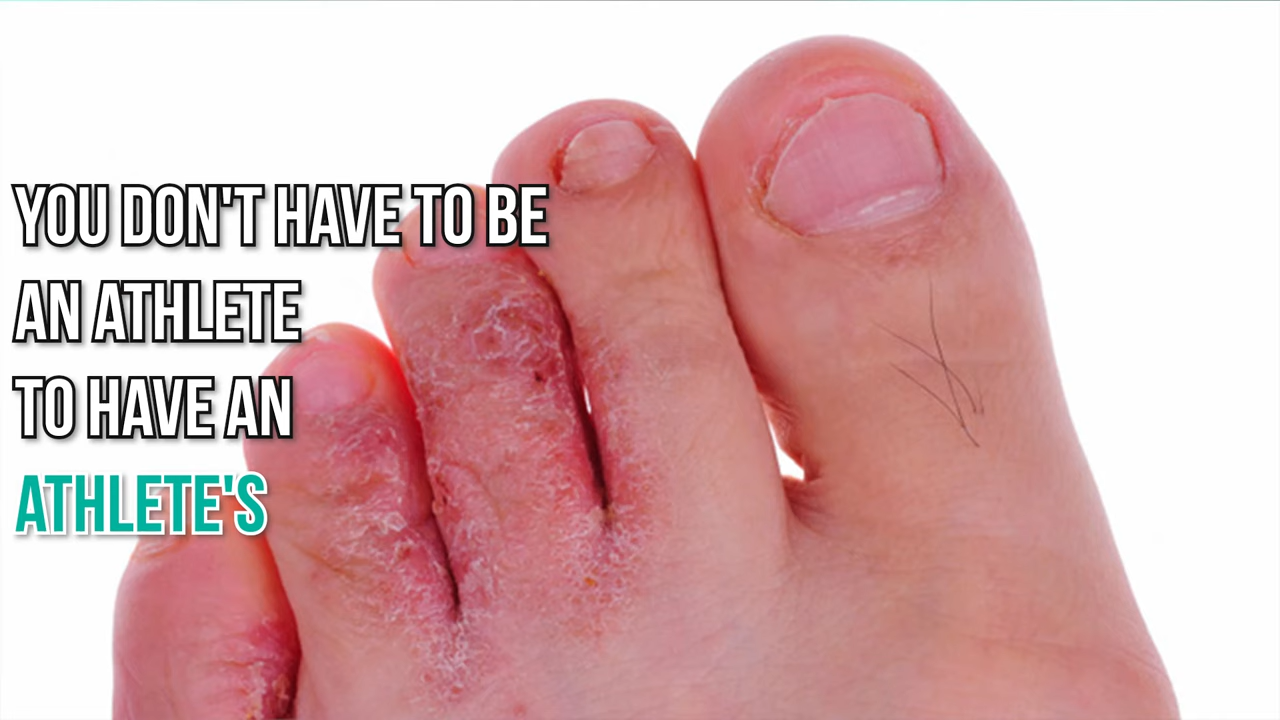 YOU DON'T HAVE TO BE
AN ATHLETE
TO HAVE AN
ATHLETE'S